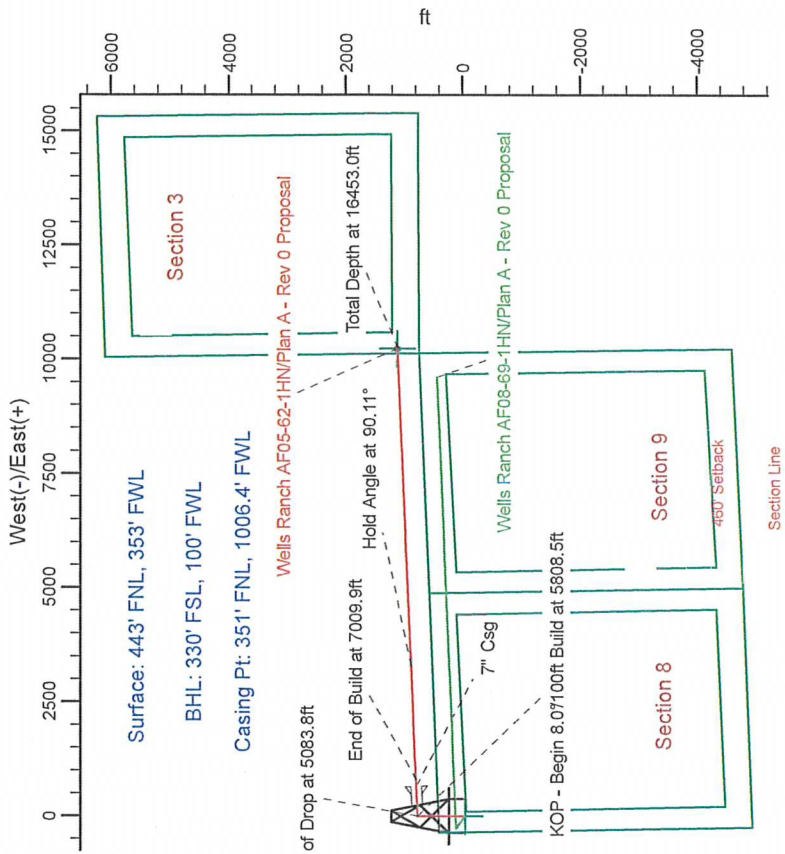 West(-)/East(+)
0
2500
5000
7500
10000
12500
15000
ft
6000
4000
2000
0
-2000
-4000
Surface: 443' FNL, 353' FWL
BHL: 330' FSL, 100' FWL
Casing Pt: 351' FNL, 1006.4' FWL
Section 3
Wells Ranch AF05-62-1HN/Plan A - Rev 0 Proposal
Total Depth at 16453.0ft
Hold Angle at 90.11°
End of Build at 7009.9ft
of Drop at 5083.8ft
7" Csg
Wells Ranch AF08-69-1HN/Plan A - Rev 0 Proposal
KOP - Begin 8.0°/100ft Build at 5808.5ft
Section 8
Section 9
460' Setback
Section Line